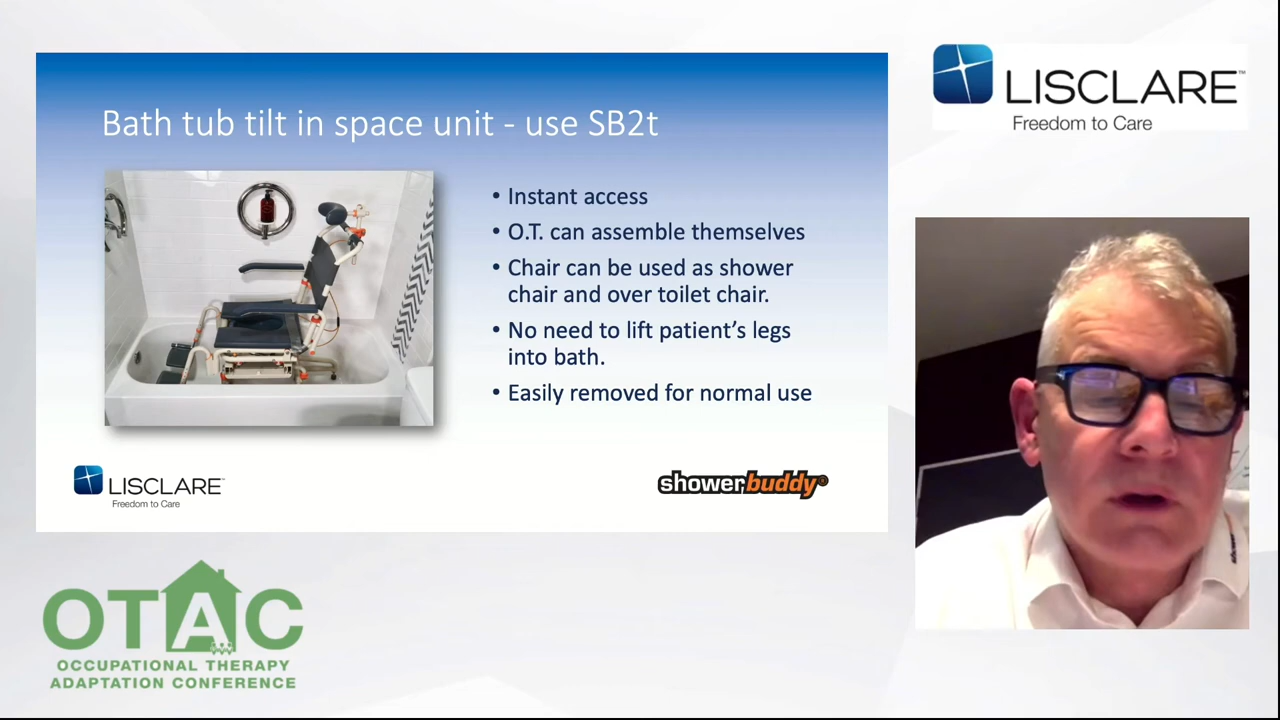 Bath tub tilt in space unit - use SB2t
• Instant access
• O.T. can assemble themselves
• Chair can be used as shower
chair and over toilet chair.
• No need to lift patient's legs
into bath.
• Easily removed for normal use
LISCLARE
Freedom to Care
showerbuddy®
LISCLARE™
Freedom to Care
OTAC
OCCUPATIONAL THERAPY
ADAPTATION CONFERENCE